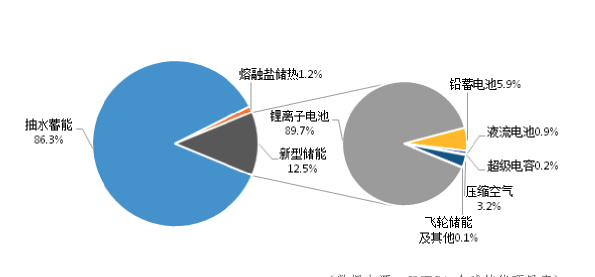 熔融盐储热1.2%
抽水蓄能
86.3%
新型储能
12.5%
锂离子电池
89.7%
铅蓄电池5.9%
液流电池0.9%
超级电容0.2%
压缩空气
3.2%
飞轮储能
及其他0.1%